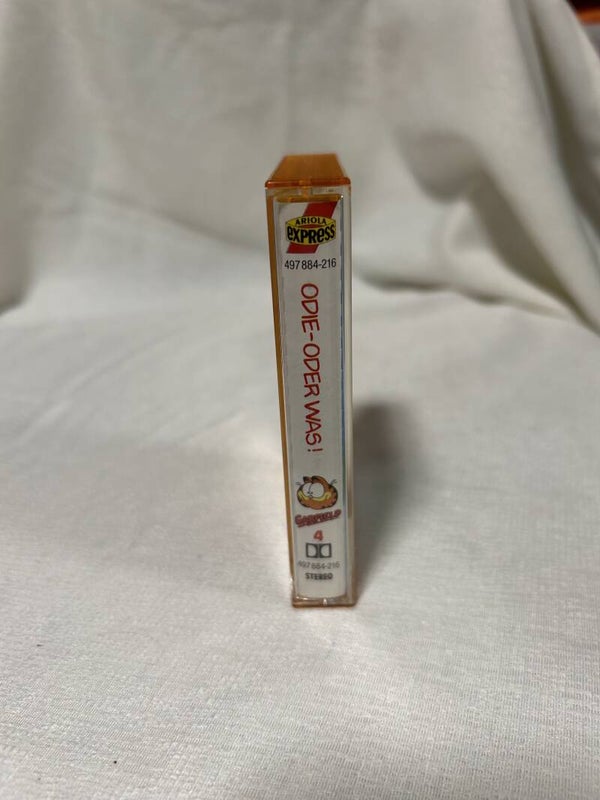 ARIOLA
EXPRESS
497 884-216
ODIE-ODER WAS!
GARFIELD
4
497 884-216
STEREO